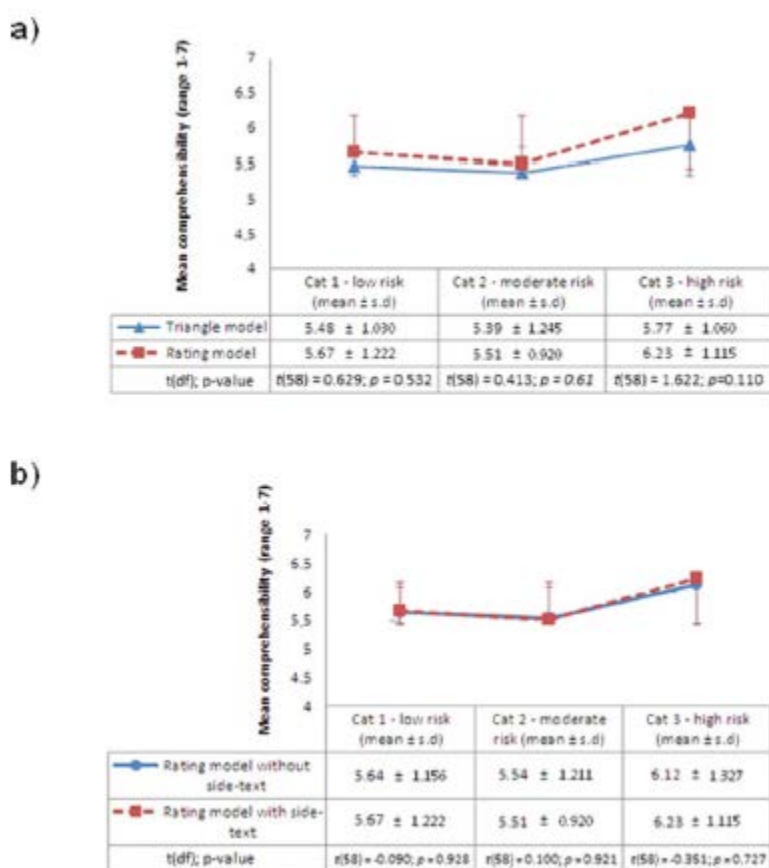 a)
Mean comprehensibility (range 1-7)
7
6.5
6
5.5
5
4.5
4
Cat 1 - low risk (mean ± s.d) Cat 2 - moderate risk (mean ± s.d) Cat 3 - high risk (mean ± s.d)
Triangle model 5.48 ± 1.030 5.39 ± 1.245 5.77 ± 1.060
Rating model 5.67 ± 1.222 5.51 ± 0.920 6.23 ± 1.115
t(df); p-value t(58) = 0.629; p = 0.532 t(58) = 0.413; p = 0.61 t(58) = 1.622; p=0.110
b)
Mean comprehensibility (range 1-7)
7
6.5
6
5.5
5
4.5
4
Cat 1 - low risk (mean ± s.d) Cat 2 - moderate risk (mean ± s.d) Cat 3 - high risk (mean ± s.d)
Rating model without side-text 5.64 ± 1.156 5.54 ± 1.211 6.12 ± 1.327
Rating model with side-text 5.67 ± 1.222 5.51 ± 0.920 6.23 ± 1.115
t(df); p-value t(58) = -0.090; p = 0.928 t(58) = 0.100; p = 0.921 t(58) = -0.351; p = 0.727